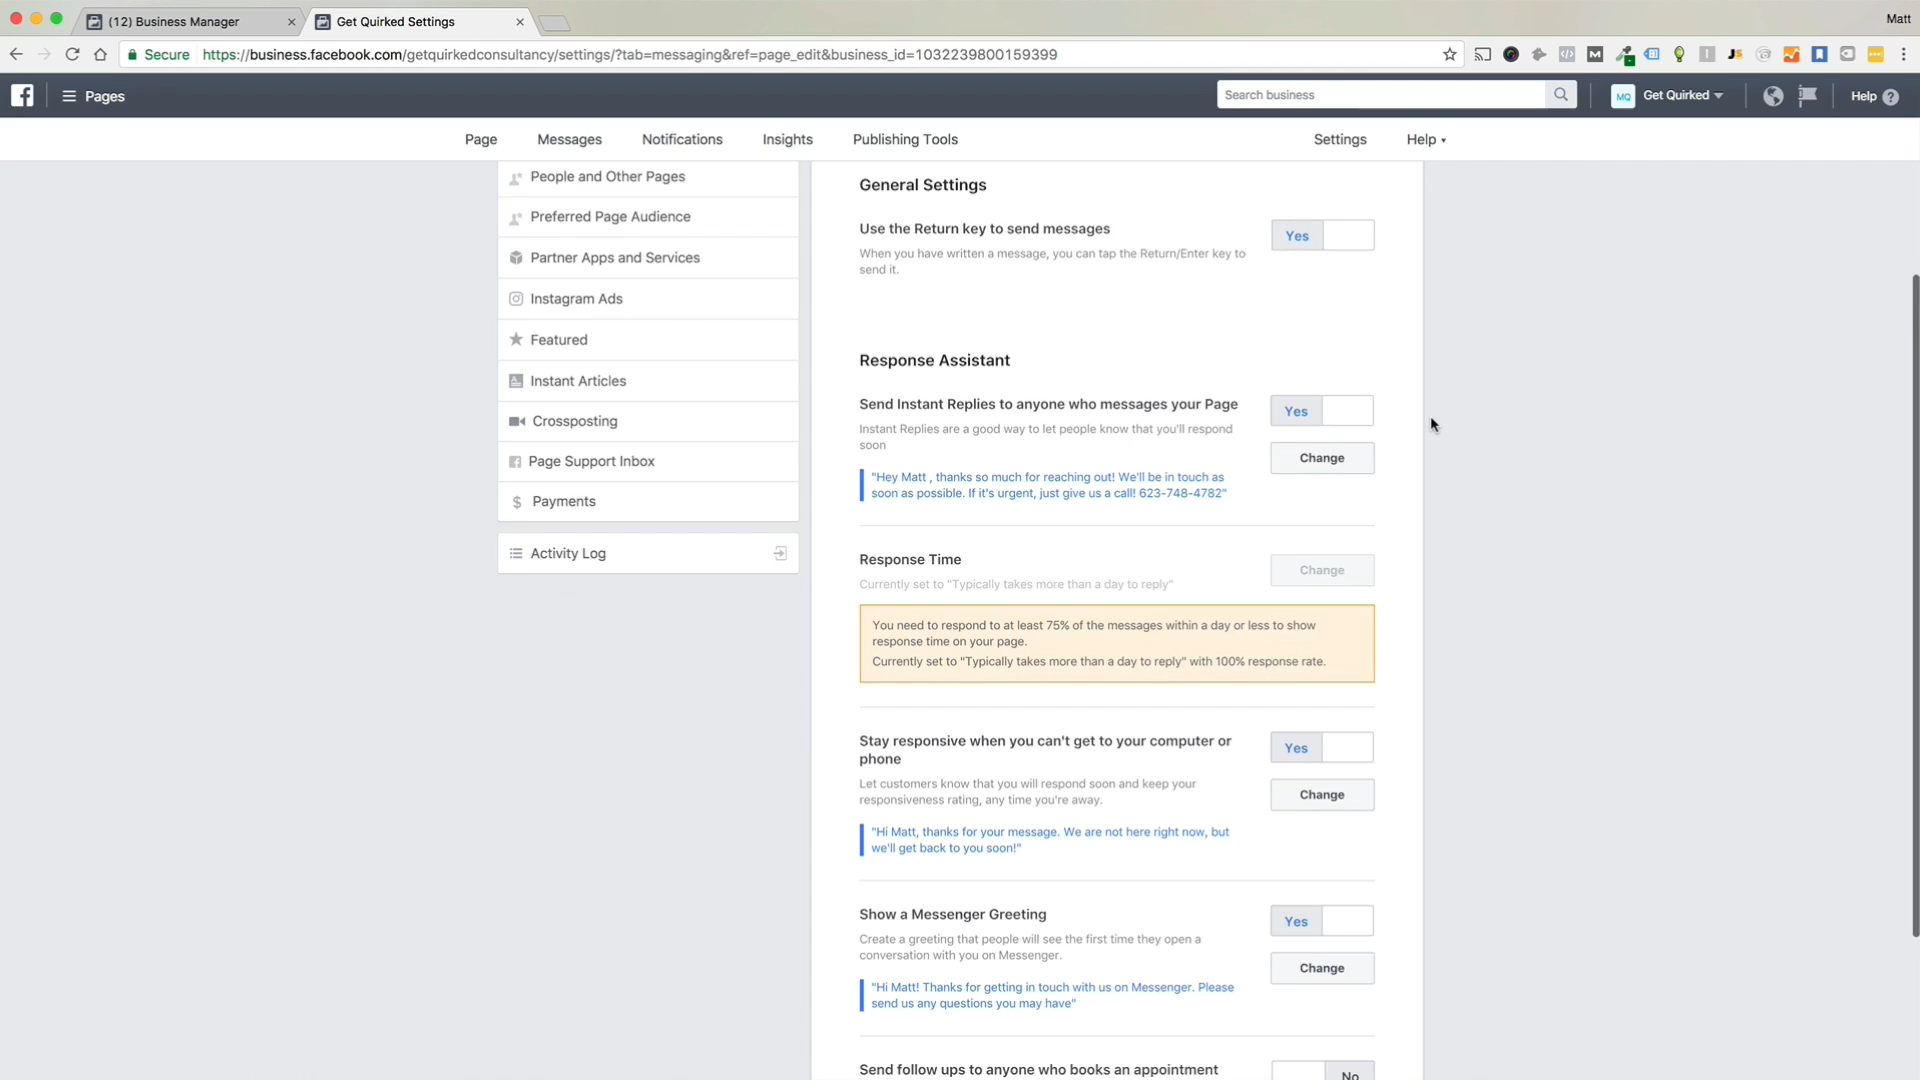 (12) Business Manager
Get Quirked Settings
Matt
Secure
https://business.facebook.com/getquirkedconsultancy/settings/?tab=messaging&ref=page_edit&business_id=1032239800159399
Pages
Search business
MQ
Get Quirked
Help
Page
Messages
Notifications
Insights
Publishing Tools
Settings
Help
People and Other Pages
Preferred Page Audience
Partner Apps and Services
Instagram Ads
Featured
Instant Articles
Crossposting
Page Support Inbox
Payments
Activity Log
General Settings
Use the Return key to send messages
Yes
When you have written a message, you can tap the Return/Enter key to
send it.
Response Assistant
Send Instant Replies to anyone who messages your Page
Yes
Instant Replies are a good way to let people know that you'll respond
soon
Change
"Hey Matt , thanks so much for reaching out! We'll be in touch as
soon as possible. If it's urgent, just give us a call! 623-748-4782"
Response Time
Change
Currently set to "Typically takes more than a day to reply"
You need to respond to at least 75% of the messages within a day or less to show
response time on your page.
Currently set to "Typically takes more than a day to reply" with 100% response rate.
Stay responsive when you can't get to your computer or
phone
Yes
Let customers know that you will respond soon and keep your
responsiveness rating, any time you're away.
Change
"Hi Matt, thanks for your message. We are not here right now, but
we'll get back to you soon!"
Show a Messenger Greeting
Yes
Create a greeting that people will see the first time they open a
conversation with you on Messenger.
Change
"Hi Matt! Thanks for getting in touch with us on Messenger. Please
send us any questions you may have"
Send follow ups to anyone who books an appointment
No